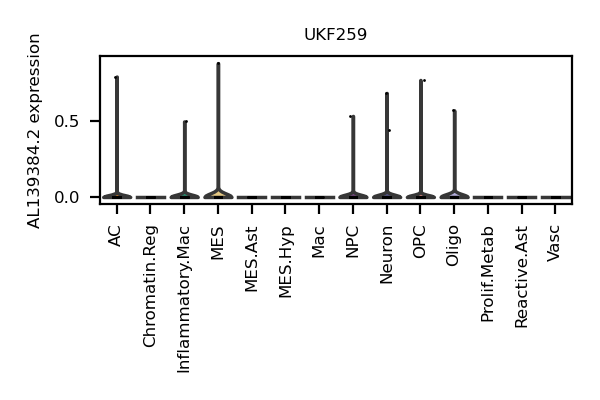 UKF259
AL139384.2 expression
0.5
0.0
AC
Chromatin.Reg
Inflammatory.Mac
MES
MES.Ast
MES.Hyp
Mac
NPC
Neuron
OPC
Oligo
Prolif.Metab
Reactive.Ast
Vasc